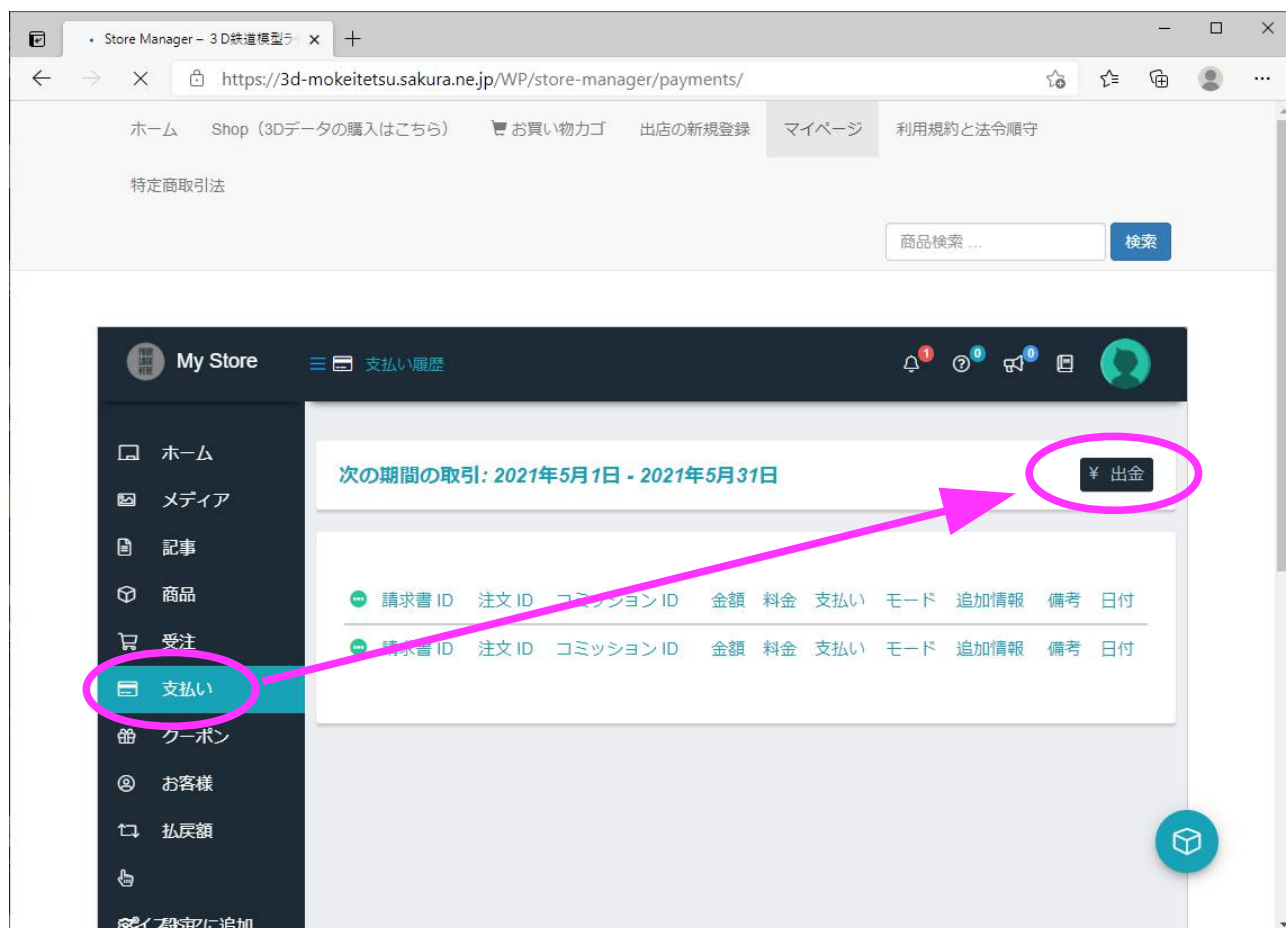 Store Manager – ３D鉄道模型ラ
https://3d-mokeitetsu.sakura.ne.jp/WP/store-manager/payments/
ホーム Shop（3Dデータの購入はこちら） お買い物カゴ 出店の新規登録 マイページ 利用規約と法令順守
特定商取引法
商品検索 ... 検索
My Store 支払い履歴 1 0 0
ホーム
次の期間の取引: 2021年5月1日 - 2021年5月31日 ¥ 出金
メディア
記事
商品
請求書 ID 注文 ID コミッション ID 金額 料金 支払い モード 追加情報 備考 日付
受注
請求書 ID 注文 ID コミッション ID 金額 料金 支払い モード 追加情報 備考 日付
支払い
クーポン
お客様
払戻額
に追加